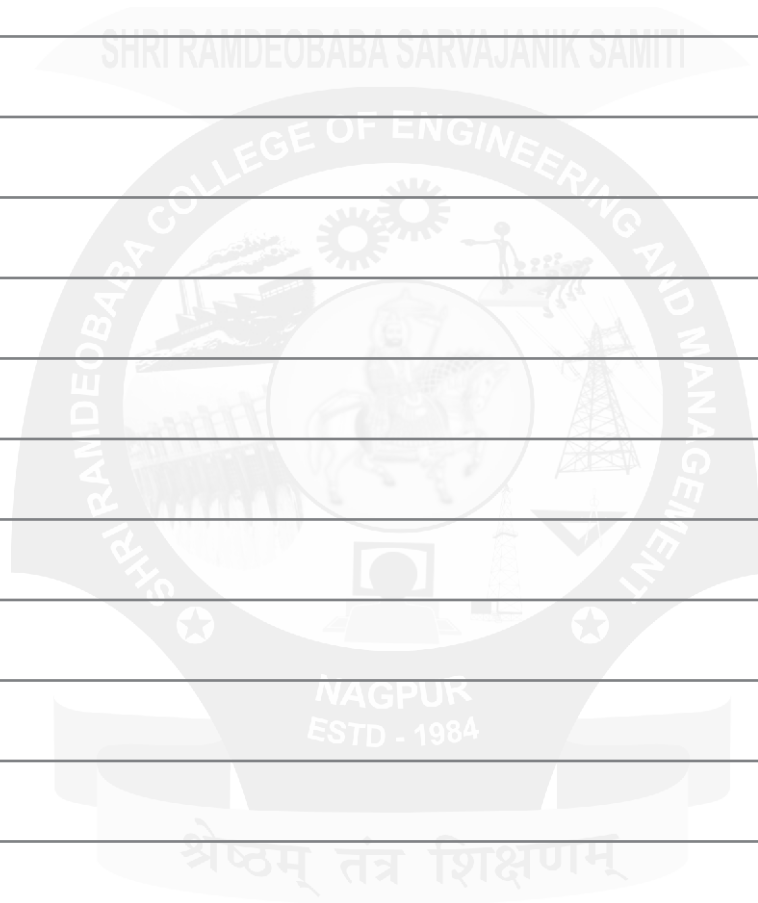 SHRI RAMDEOBABA SARVAJANIK SAMITI
SHRI RAMDEOBABA COLLEGE OF ENGINEERING AND MANAGEMENT,
NAGPUR
ESTD - 1984
श्रेष्ठम् तंत्र शिक्षणम्